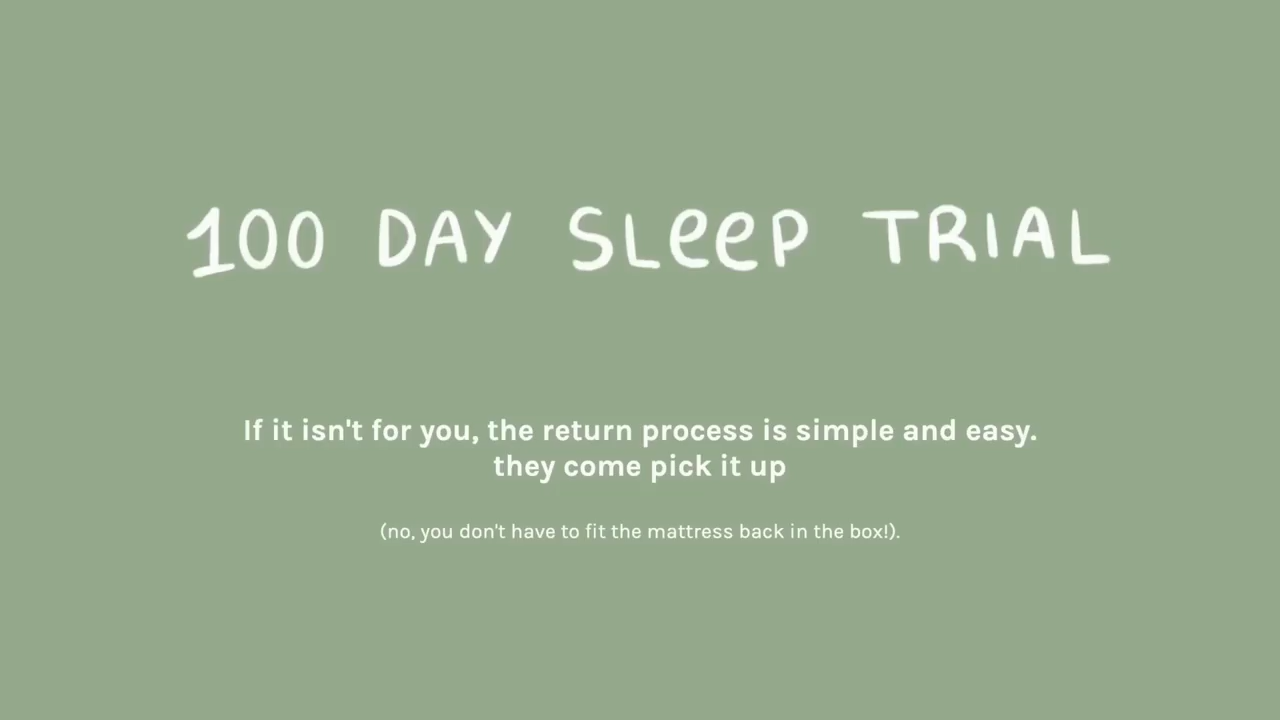 100 DAY SLeeP TRIAL
If it isn't for you, the return process is simple and easy.
they come pick it up
(no, you don't have to fit the mattress back in the box!).